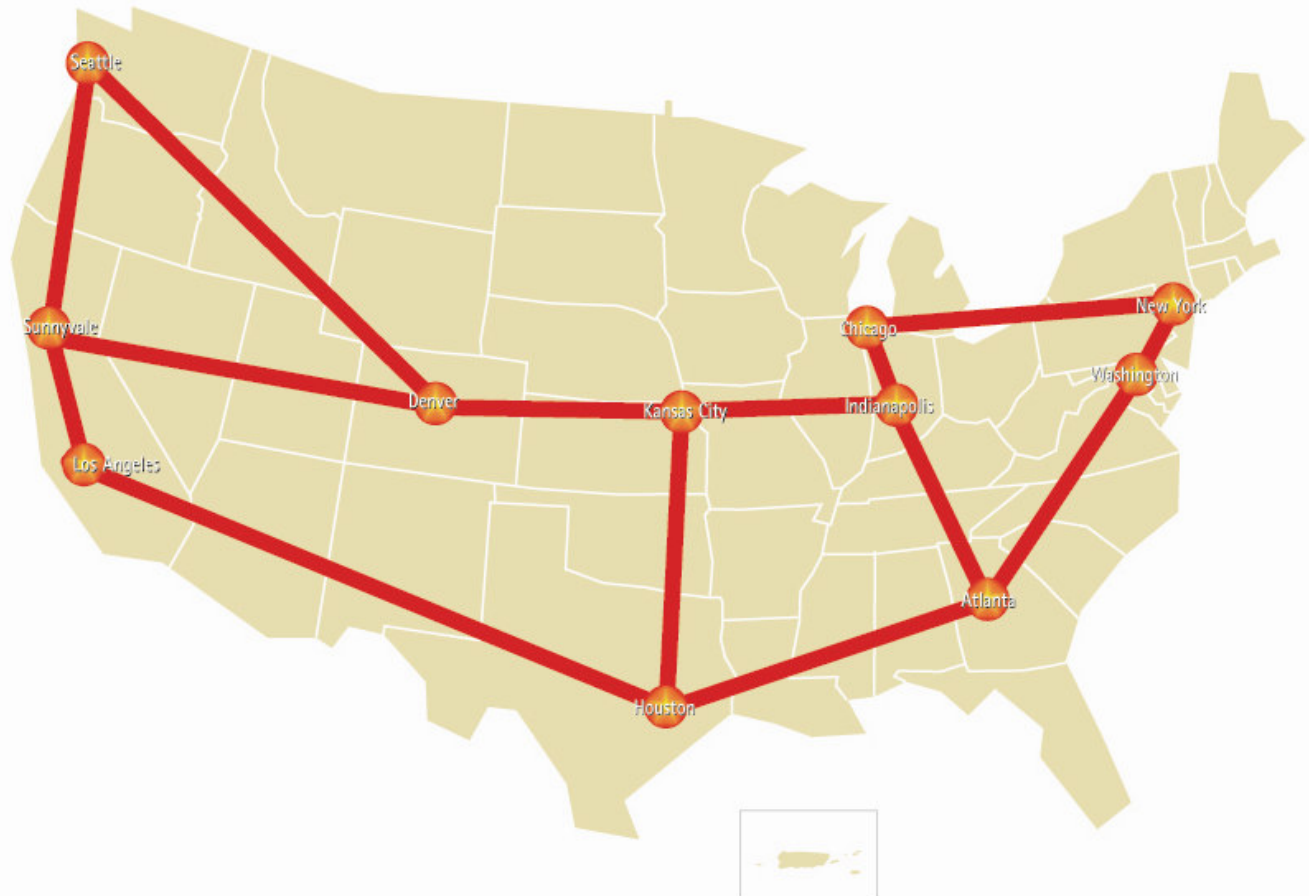 Seattle
New York
Sunnyvale
Chicago
Washington
Denver
Kansas City
Indianapolis
Los Angeles
Atlanta
Houston